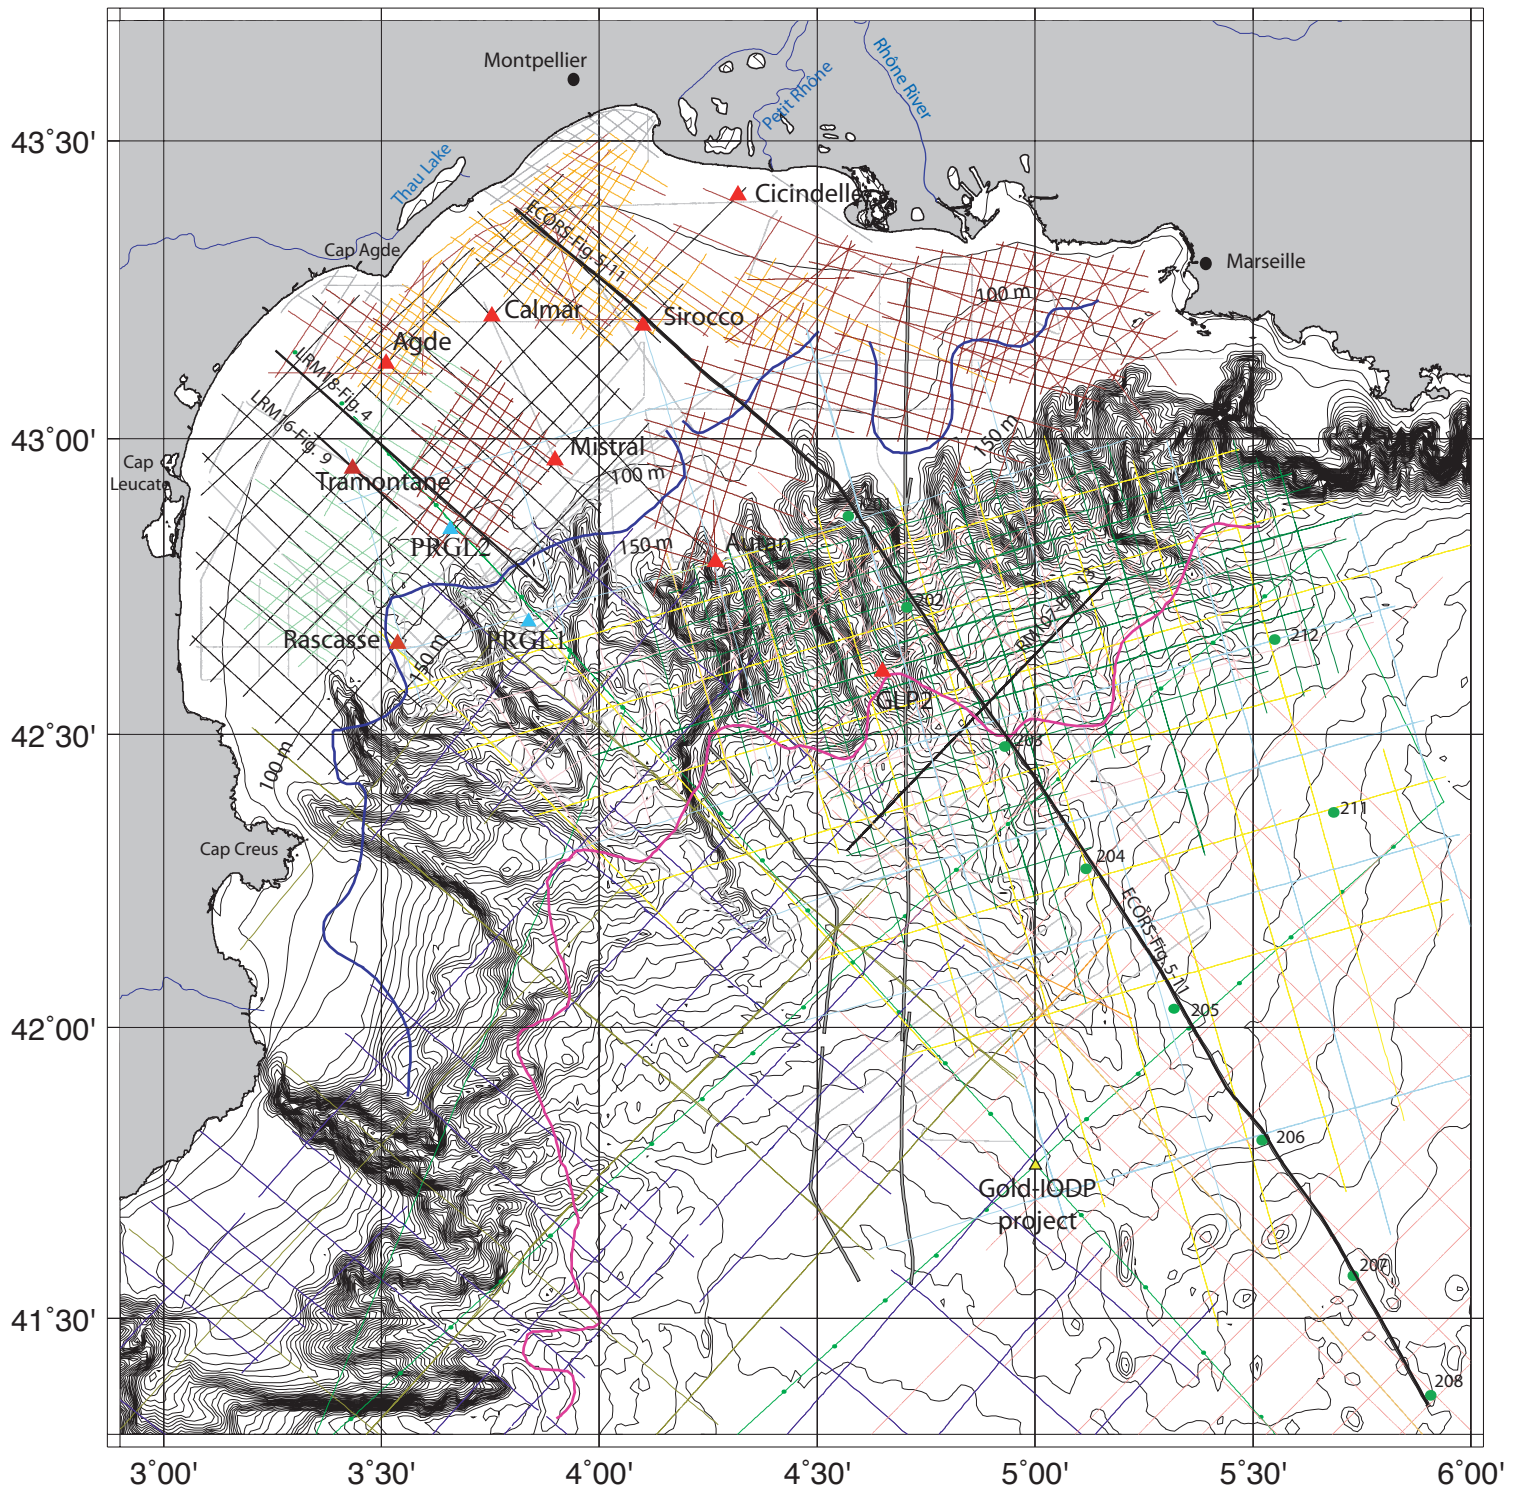 Montpellier
Rhône River
Petit Rhône
43°30'
Thau Lake
Cicindelle
Cap Agde
ECORS-Fig.5-11
Marseille
100 m
Calmar
Sirocco
Agde
LRM18-Fig. 4
LRM16-Fig. 9
43°00'
Mistral
150 m
Cap
Leucate
100 m
Tramontane
201
PRGL2
150 m
Autan
202
Rascasse
PRGL1
212
150 m
GLP2
42°30'
203
100 m
211
Cap Creus
204
ECORS-Fig.5-11
42°00'
205
206
Gold-IODP
project
207
41°30'
208
3°00'
3°30'
4°00'
4°30'
5°00'
5°30'
6°00'